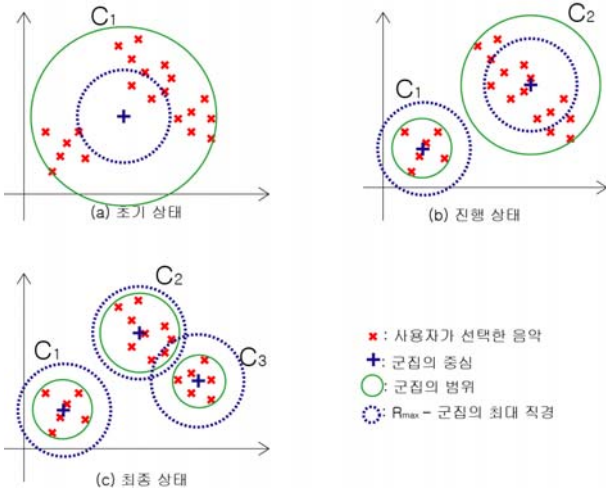 C1
(a) 초기 상태
C2
C1
(b) 진행 상태
C2
C1
C3
(c) 최종 상태
: 사용자가 선택한 음악
: 군집의 중심
: 군집의 범위
: Rmax – 군집의 최대 직경